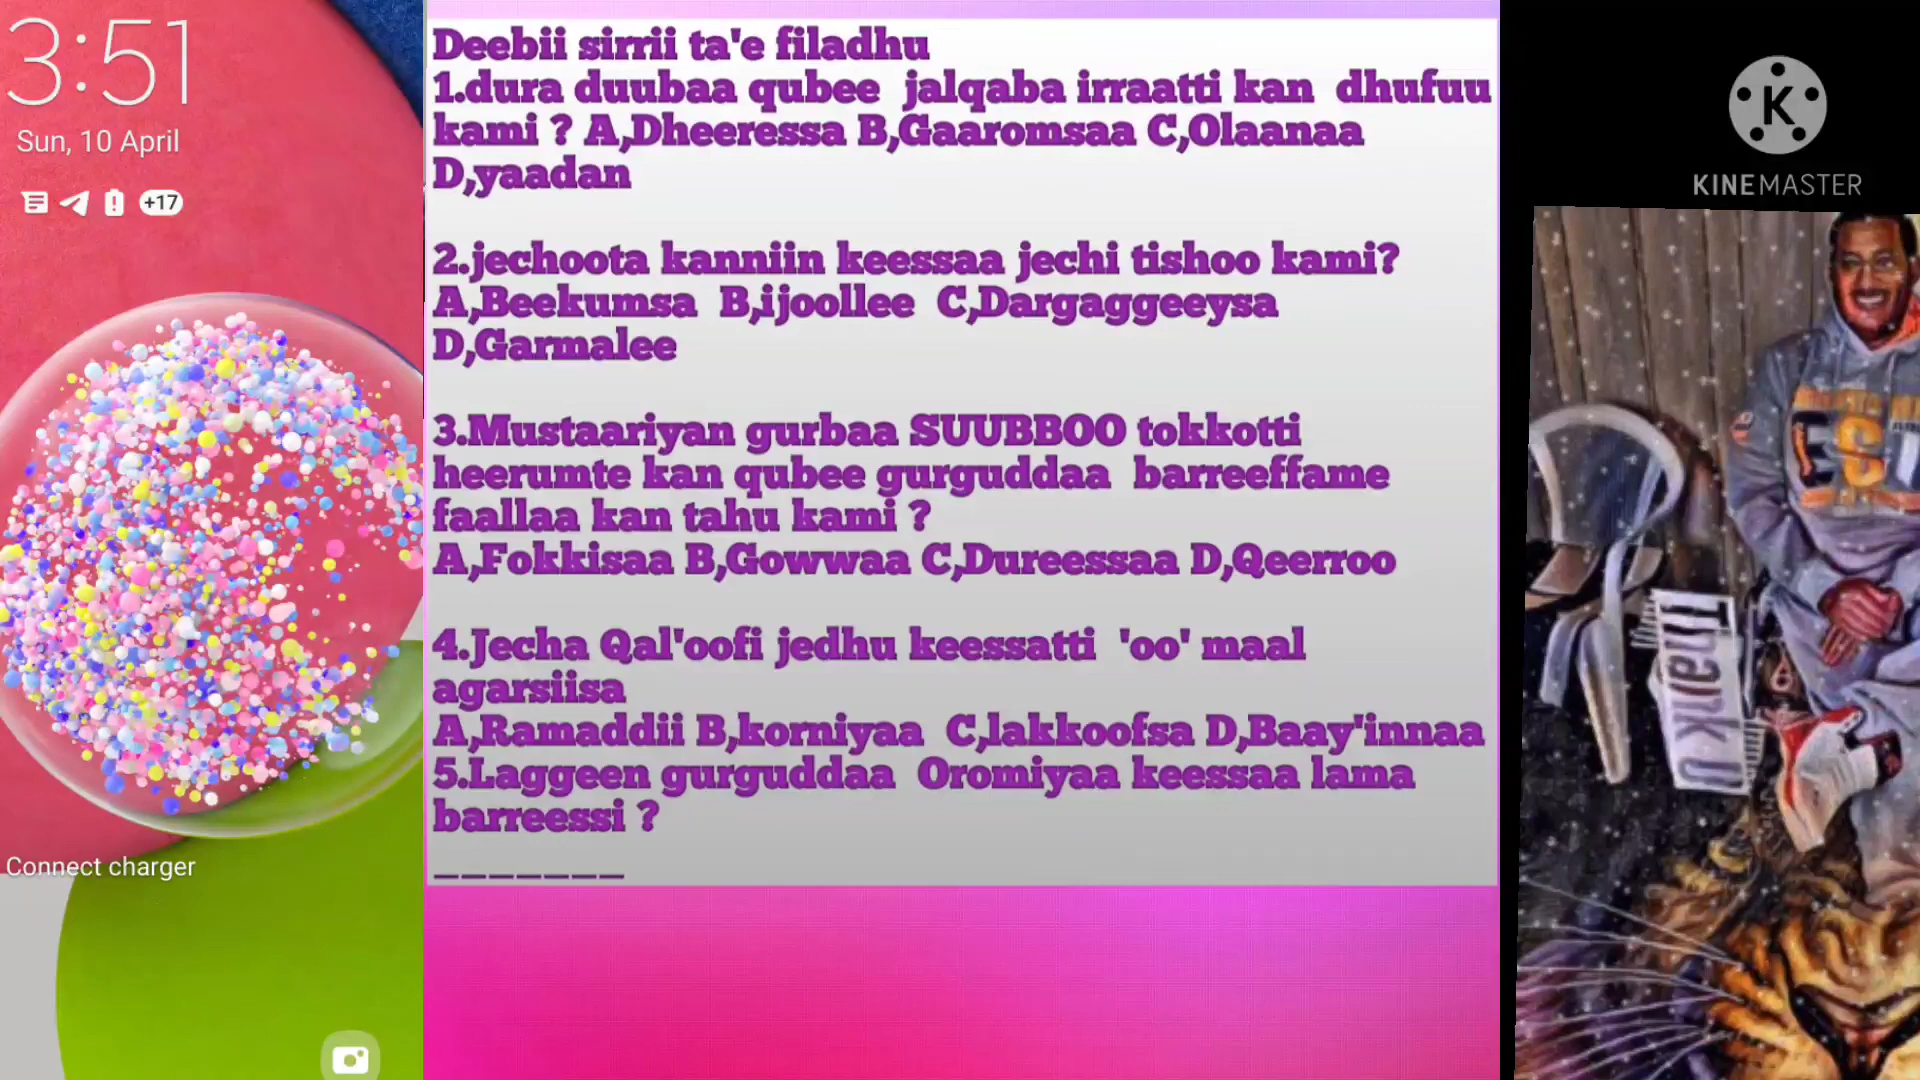 3:51
Sun, 10 April
+17
Connect charger
Deebii sirrii ta'e filadhu
1.dura duubaa qubee jalqaba irraatti kan dhufuu
kami ? A,Dheeressa B,Gaaromsaa C,Olaanaa
D,yaadan
2.jechoota kanniin keessaa jechi tishoo kami?
A,Beekumsa B,ijoollee C,Dargaggeeysa
D,Garmalee
3.Mustaariyan gurbaa SUUBBOO tokkotti
heerumte kan qubee gurguddaa barreeffame
faallaa kan tahu kami ?
A,Fokkisaa B,Gowwaa C,Dureessaa D,Qeerroo
4.Jecha Qal'oofi jedhu keessatti 'oo' maal
agarsiisa
A,Ramaddii B,korniyaa C,lakkoofsa D,Baay'innaa
5.Laggeen gurguddaa Oromiyaa keessaa lama
barreessi ?
_______
K
KINEMASTER
Thank U